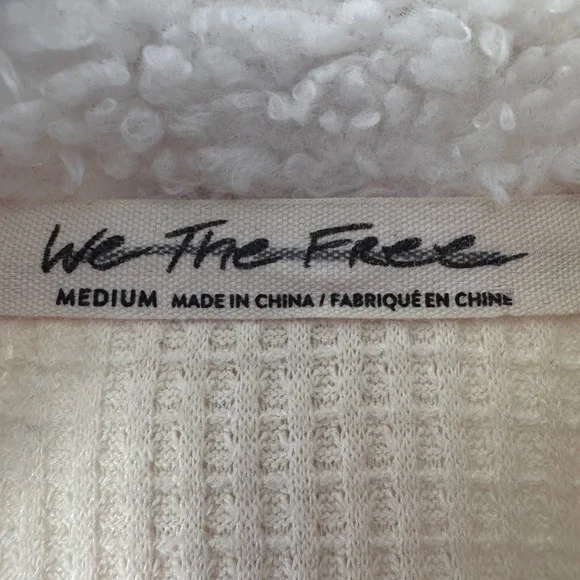 We The Free
MEDIUM MADE IN CHINA / FABRIQUÉ EN CHINE